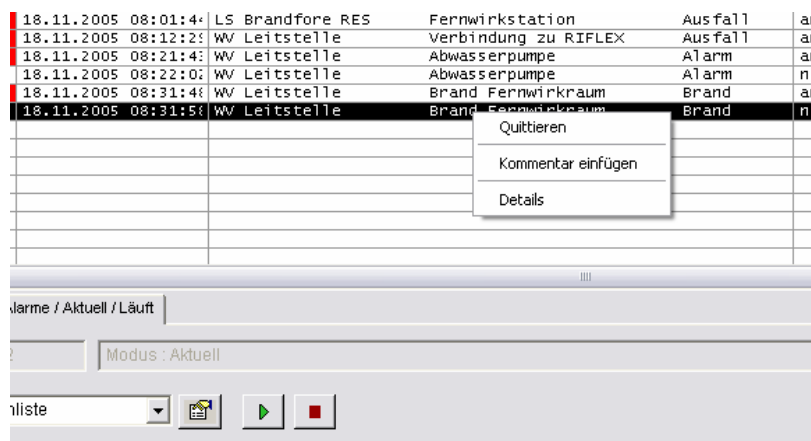 18.11.2005 08:01:4 LS Brandfore RES Fernwirkstation Ausfall a
18.11.2005 08:12:2 WV Leitstelle Verbindung zu RIFLEX Ausfall a
18.11.2005 08:21:4 WV Leitstelle Abwasserpumpe Alarm a
18.11.2005 08:22:0 WV Leitstelle Abwasserpumpe Alarm n
18.11.2005 08:31:4 WV Leitstelle Brand Fernwirkraum Brand a
18.11.2005 08:31:5 WV Leitstelle Brand Fernwirkraum Brand n
Quittieren
Kommentar einfügen
Details
larme / Aktuell / Läuft
Modus : Aktuell
nliste